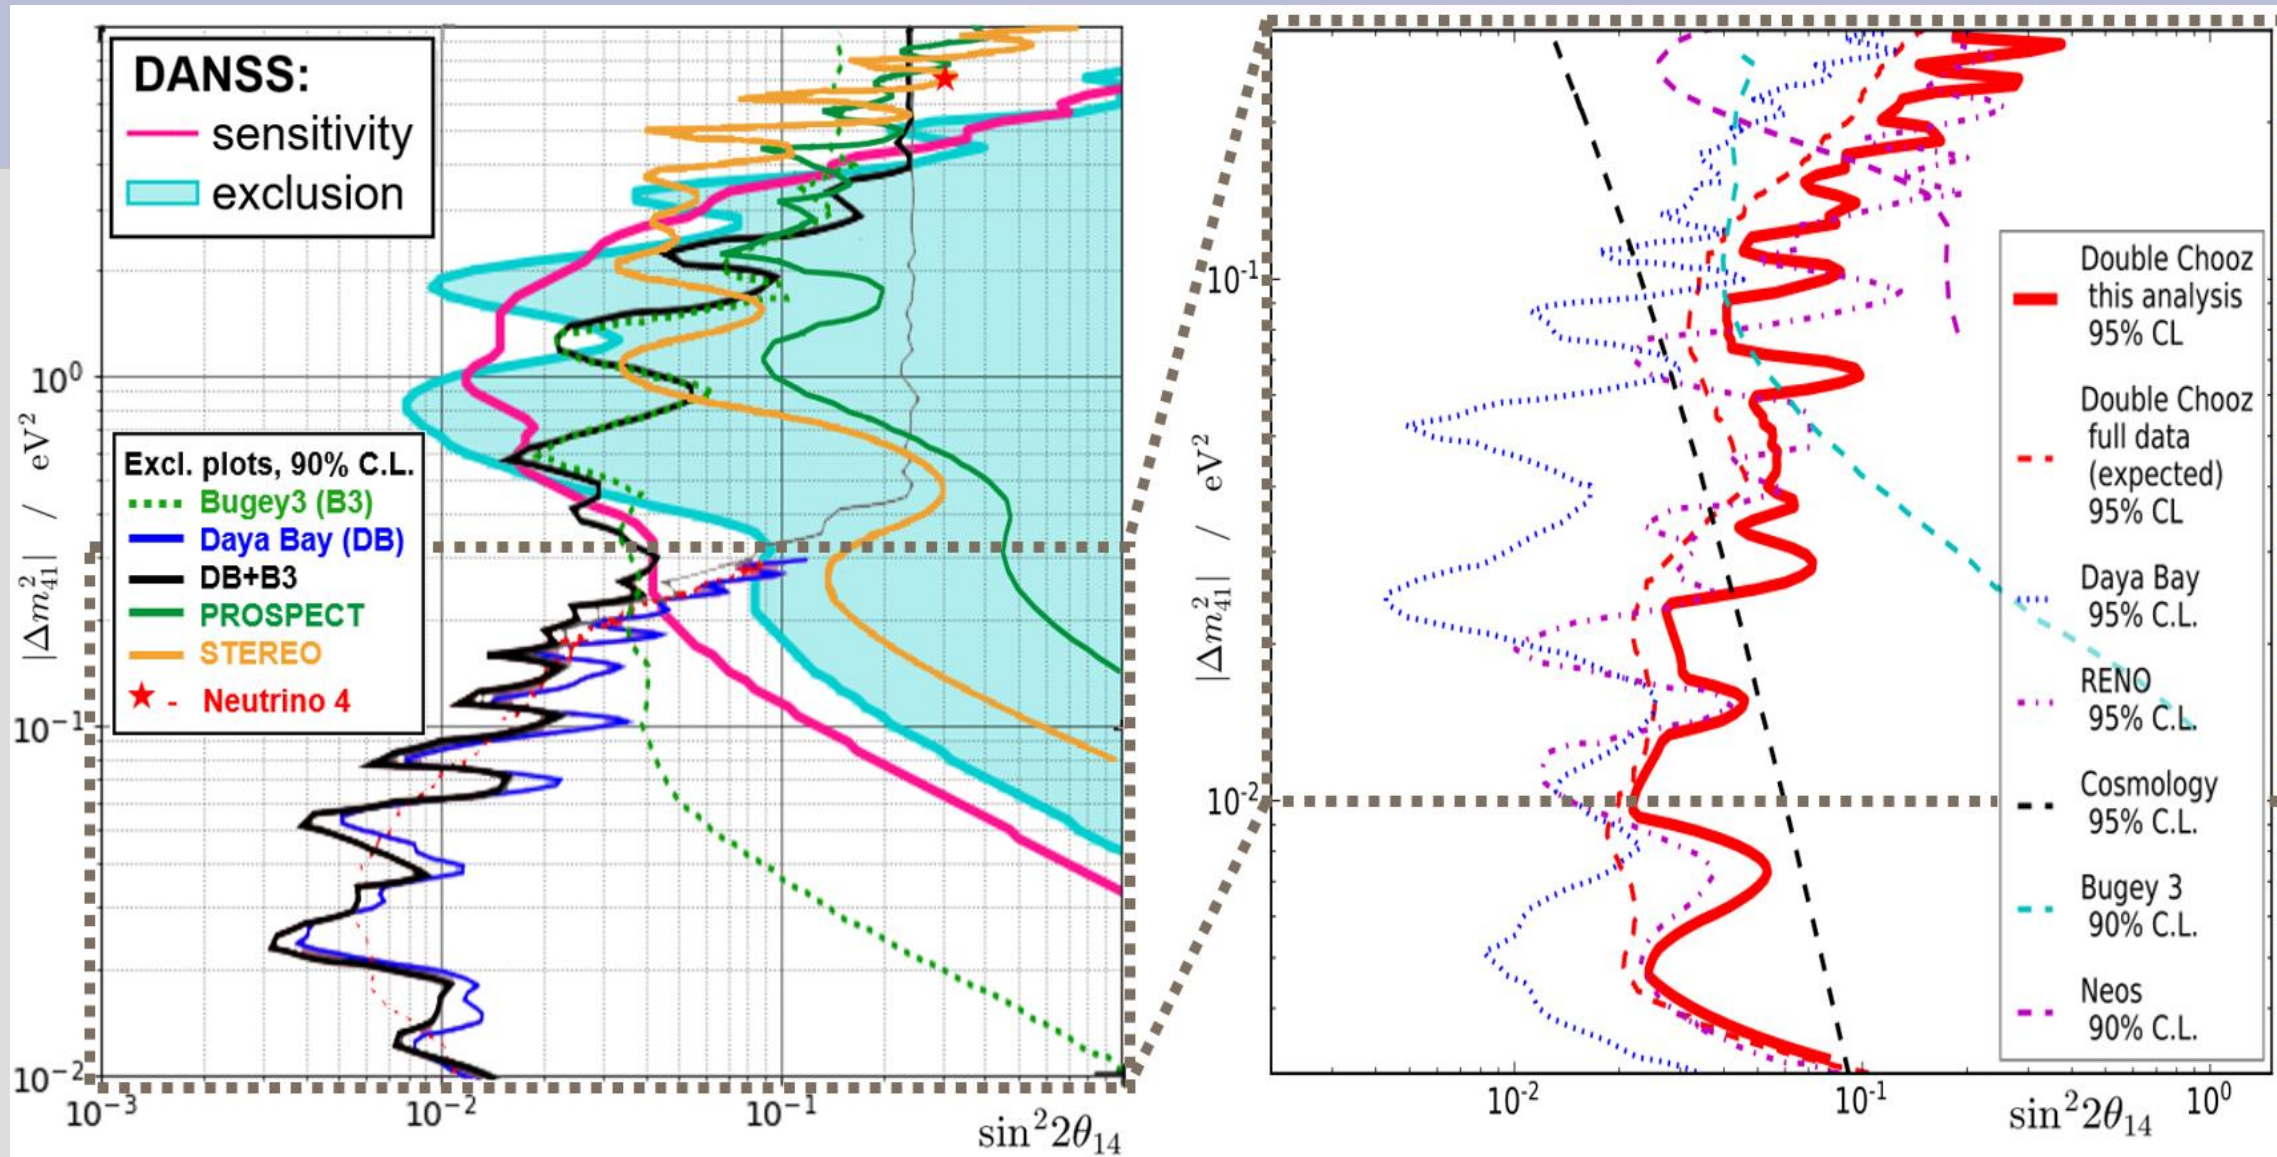 DANSS:
sensitivity
exclusion
Excl. plots, 90% C.L.
Bugey3 (B3)
Daya Bay (DB)
DB+B3
PROSPECT
STEREO
★ - Neutrino 4
|Δm²₄₁| / eV²
10⁰
10⁻¹
10⁻²
10⁻³
10⁻²
10⁻¹
sin²2θ₁₄
|Δm²₄₁| / eV²
10⁻¹
10⁻²
Double Chooz
this analysis
95% CL
Double Chooz
full data
(expected)
95% CL
Daya Bay
95% C.L.
RENO
95% C.L.
Cosmology
95% C.L.
Bugey 3
90% C.L.
Neos
90% C.L.
10⁻²
10⁻¹
10⁰
sin²2θ₁₄